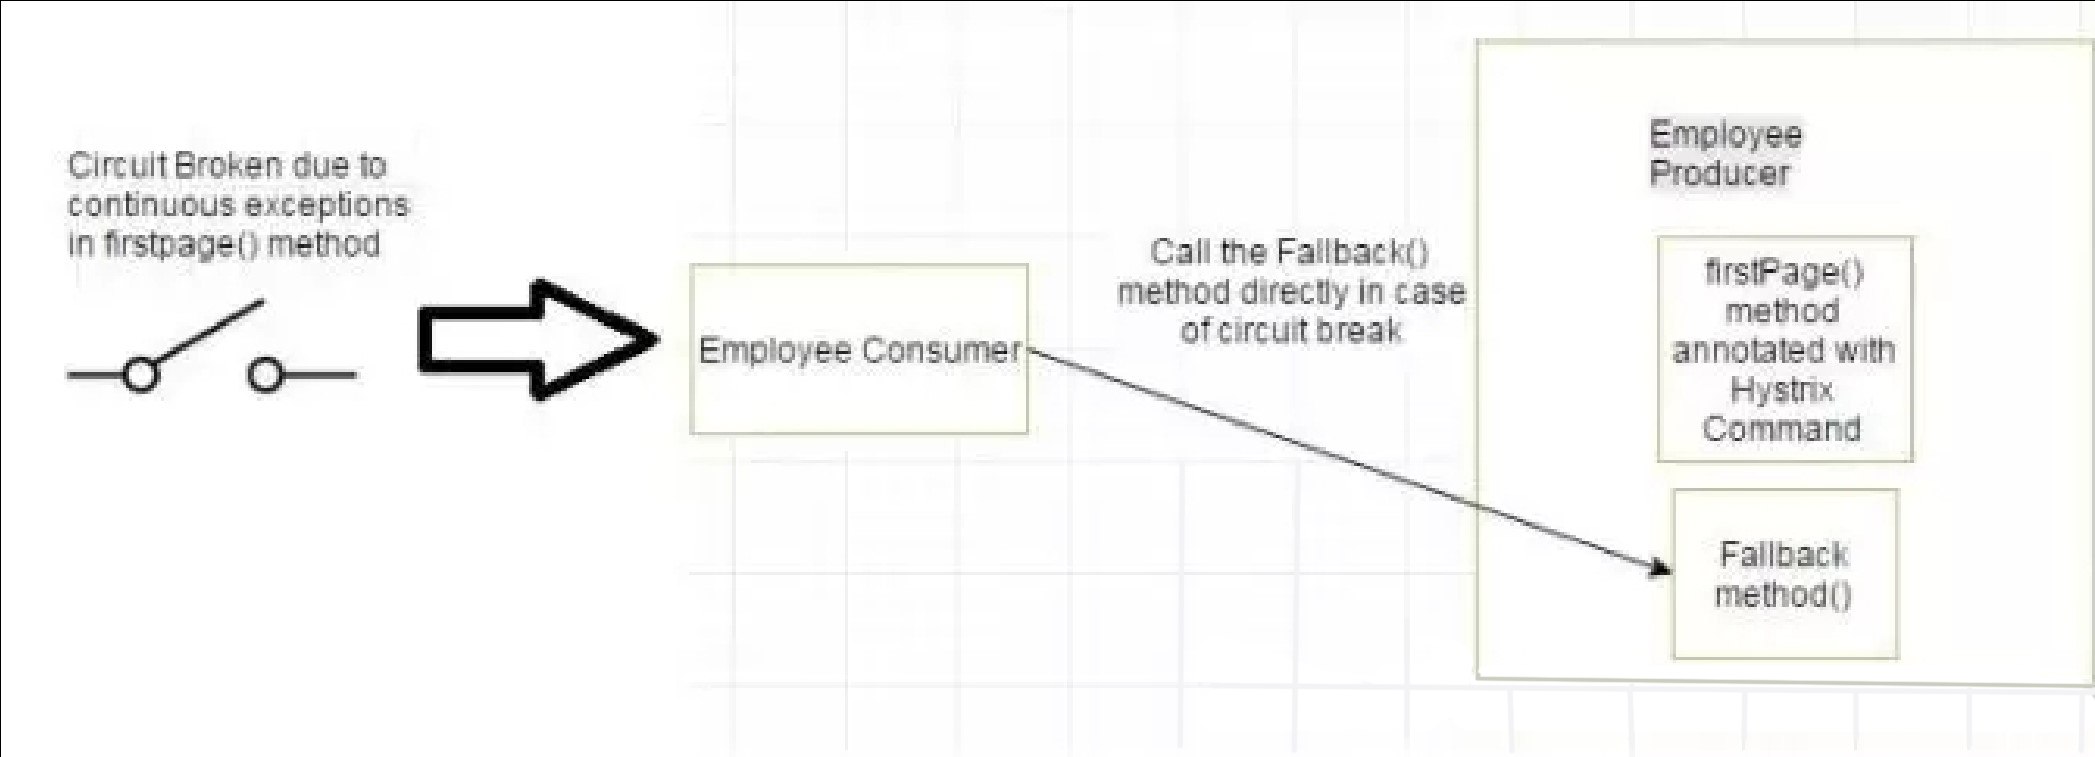 Circuit Broken due to
continuous exceptions
in firstpage() method
Employee Consumer
Call the Fallback()
method directly in case
of circuit break
Employee
Producer
firstPage()
method
annotated with
Hystrix
Command
Fallback
method()